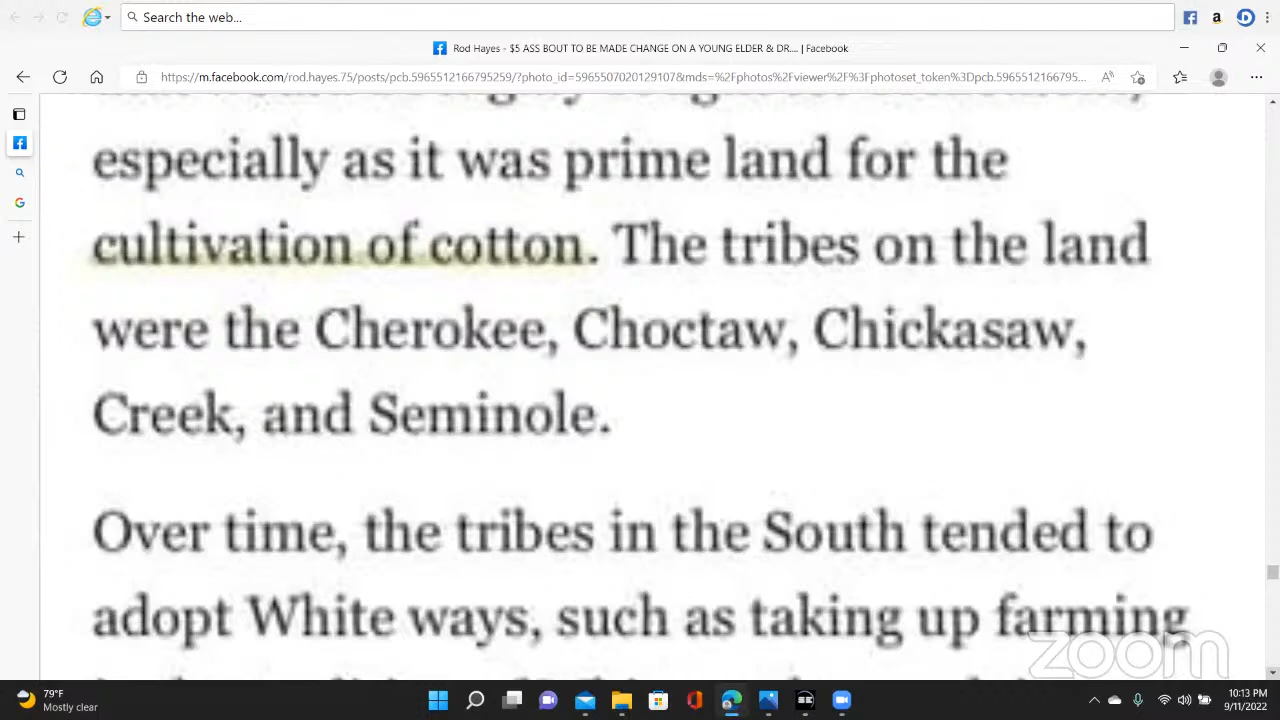 Search the web...
Rod Hayes - $5 ASS BOUT TO BE MADE CHANGE ON A YOUNG ELDER & DR.... | Facebook
https://m.facebook.com/rod.hayes.75/posts/pcb.5965512166795259/?photo_id=5965507020129107&mds=%2Fphotos%2Fviewer%2F%3Fphotoset_token%3Dpcb.5965512166795...
especially as it was prime land for the
cultivation of cotton. The tribes on the land
were the Cherokee, Choctaw, Chickasaw,
Creek, and Seminole.
Over time, the tribes in the South tended to
adopt White ways, such as taking up farming
zoom
79°F
Mostly clear
10:13 PM
9/11/2022